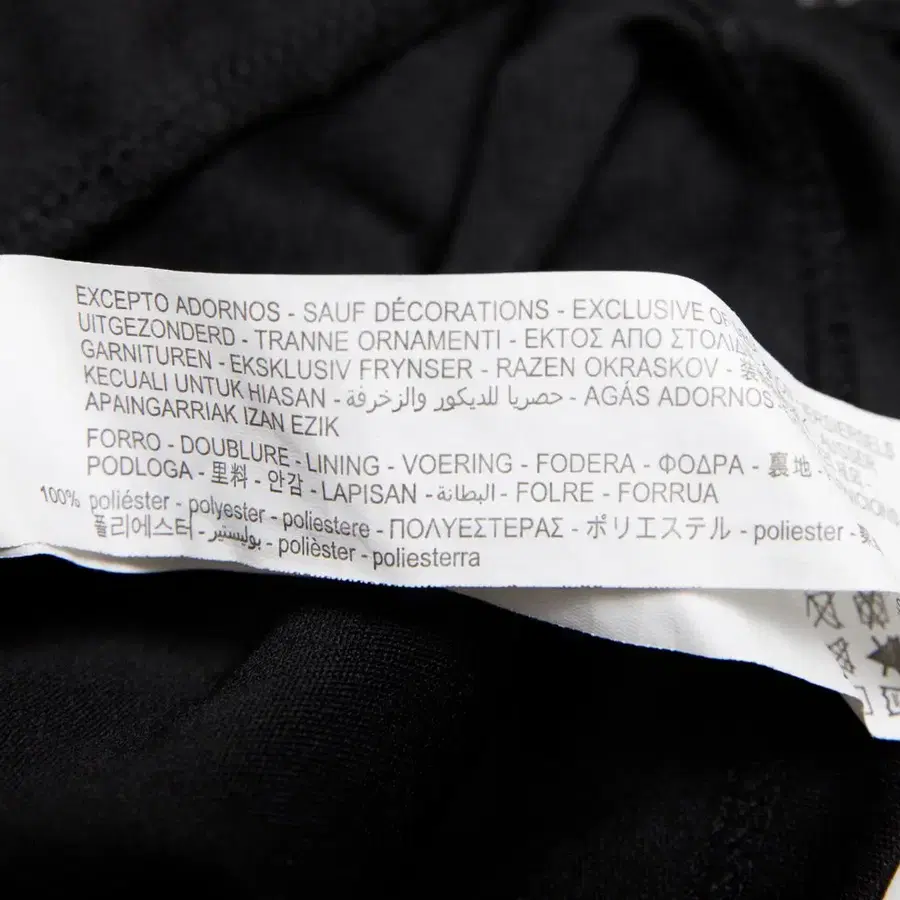 EXCEPTO ADORNOS - SAUF DÉCORATIONS - EXCLUSIVE OF
UITGEZONDERD - TRANNE ORNAMENTI - ΕΚΤΟΣ ΑΠΟ
GARNITUREN - EKSKLUSIV FRYNSER - RAZEN OKRASKOV -
KECUALI UNTUK HIASAN - حصريا للديكور والزخرفة - AGÁS ADORNOS
APAINGARRIAK IZAN EZIK
FORRO - DOUBLURE - LINING - VOERING - FODERA - ΦΟΔΡΑ - 裏地 -
PODLOGA - 里料 - 안감 - LAPISAN - البطانة - FOLRE - FORRUA
100% poliéster - polyester - poliestere - ΠΟΛΥΕΣΤΕΡΑΣ - ポリエステル - poliester -
폴리에스터 - بوليستير - polièster - poliesterra